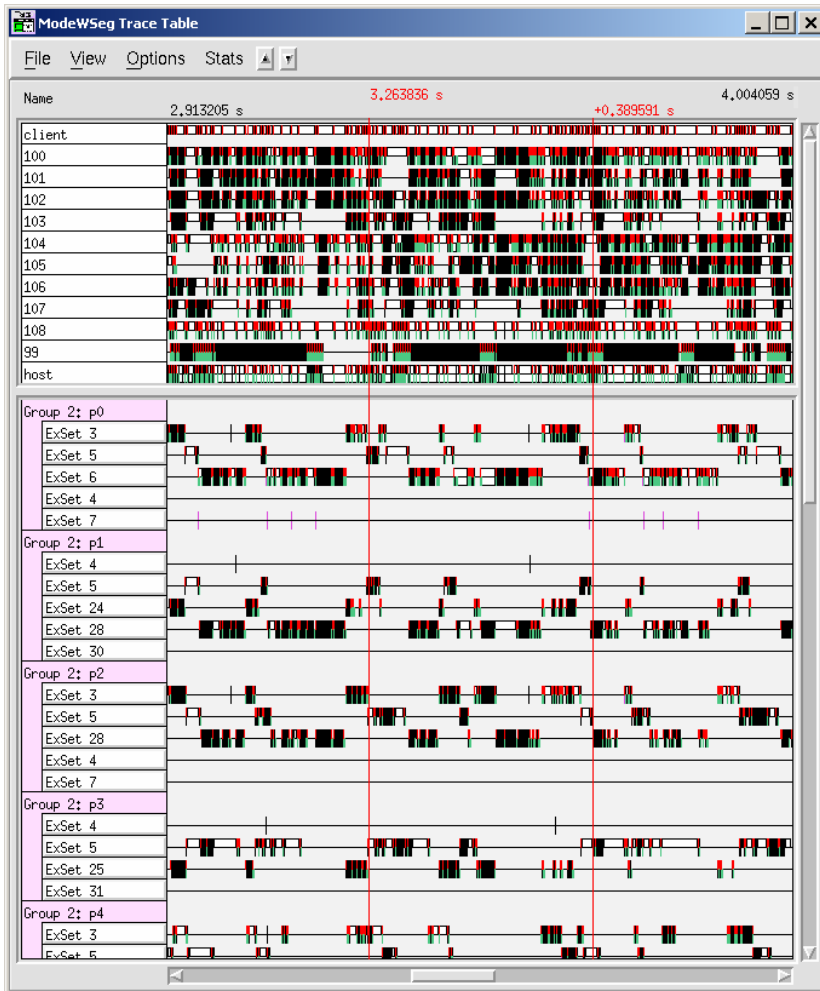 ModeWSeg Trace Table
File View Options Stats
Name 3.263836 s 4.004059 s
2.913205 s +0.389591 s
client
100
101
102
103
104
105
106
107
108
99
host
Group 2: p0
ExSet 3
ExSet 5
ExSet 6
ExSet 4
ExSet 7
Group 2: p1
ExSet 4
ExSet 5
ExSet 24
ExSet 28
ExSet 30
Group 2: p2
ExSet 3
ExSet 5
ExSet 28
ExSet 4
ExSet 7
Group 2: p3
ExSet 4
ExSet 5
ExSet 25
ExSet 31
Group 2: p4
ExSet 3
ExSet 5